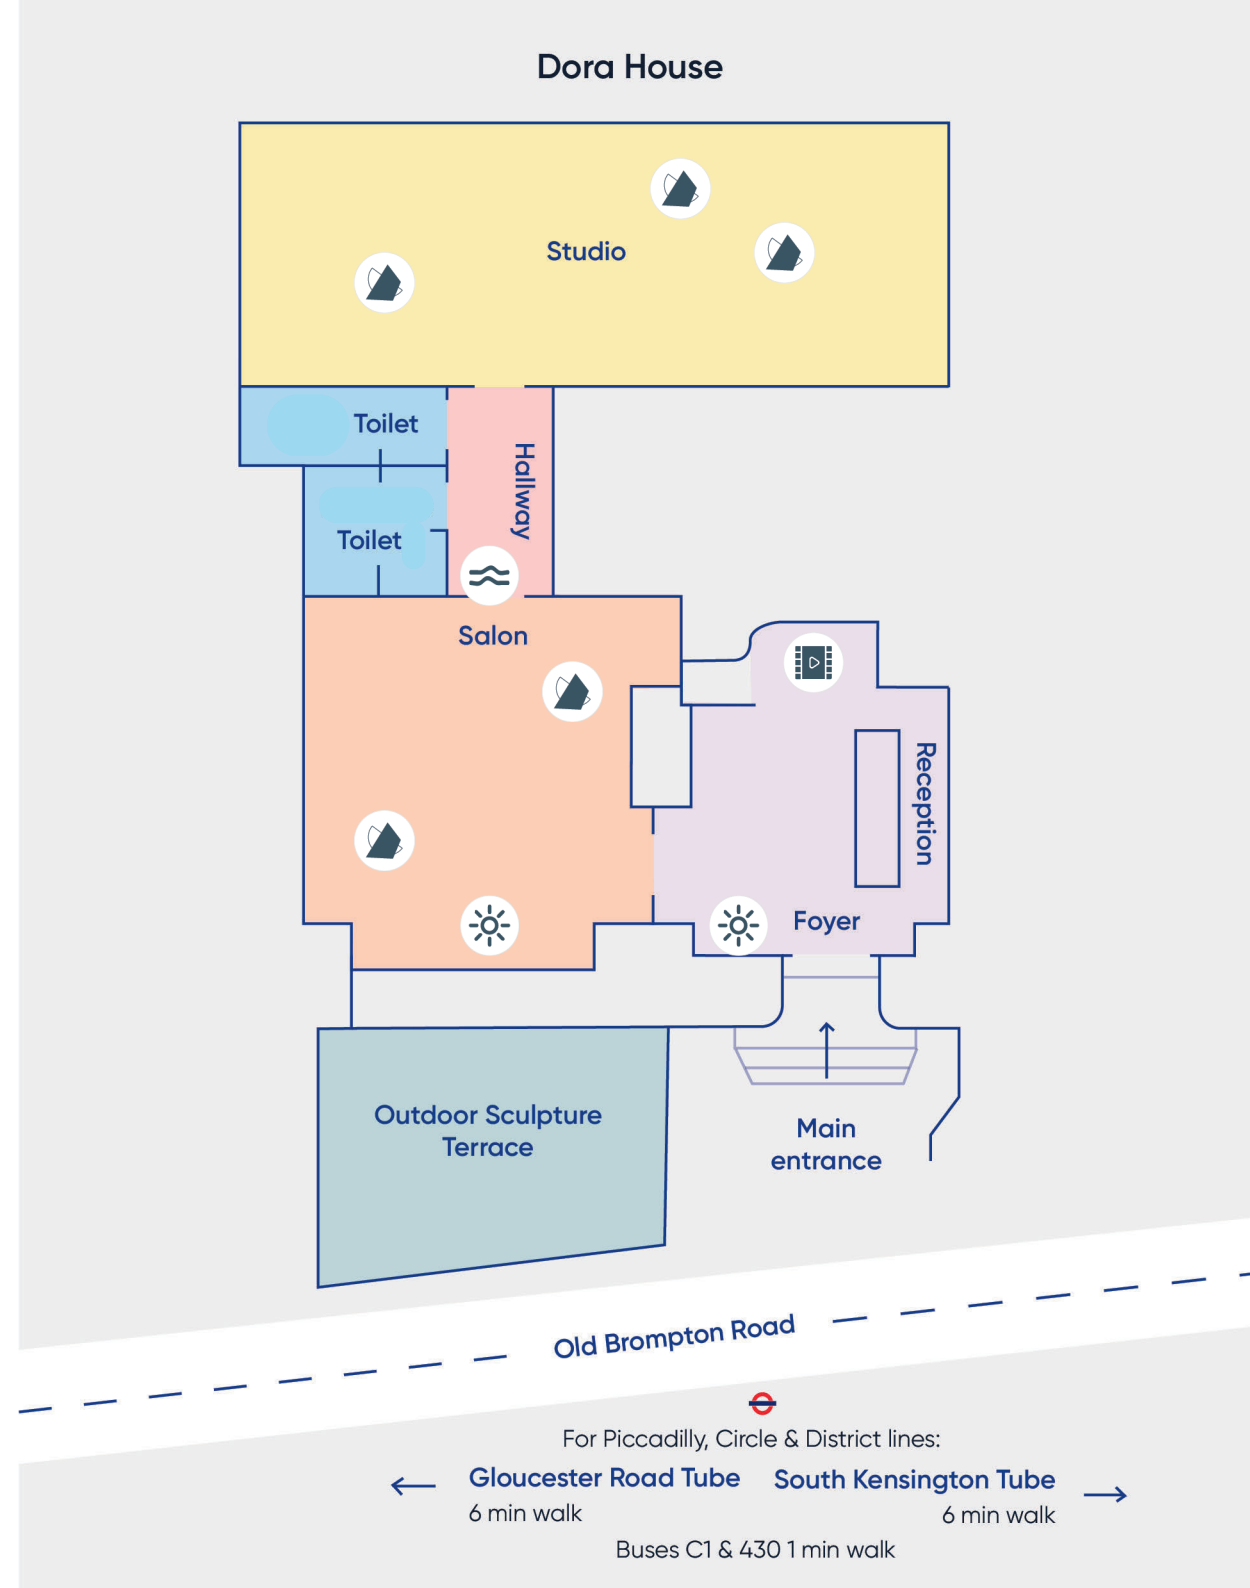 Dora House
Studio
Toilet
Hallway
Toilet
Salon
Reception
Foyer
Outdoor Sculpture
Terrace
Main
entrance
Old Brompton Road
For Piccadilly, Circle & District lines:
Gloucester Road Tube
6 min walk
South Kensington Tube
6 min walk
Buses C1 & 430 1 min walk